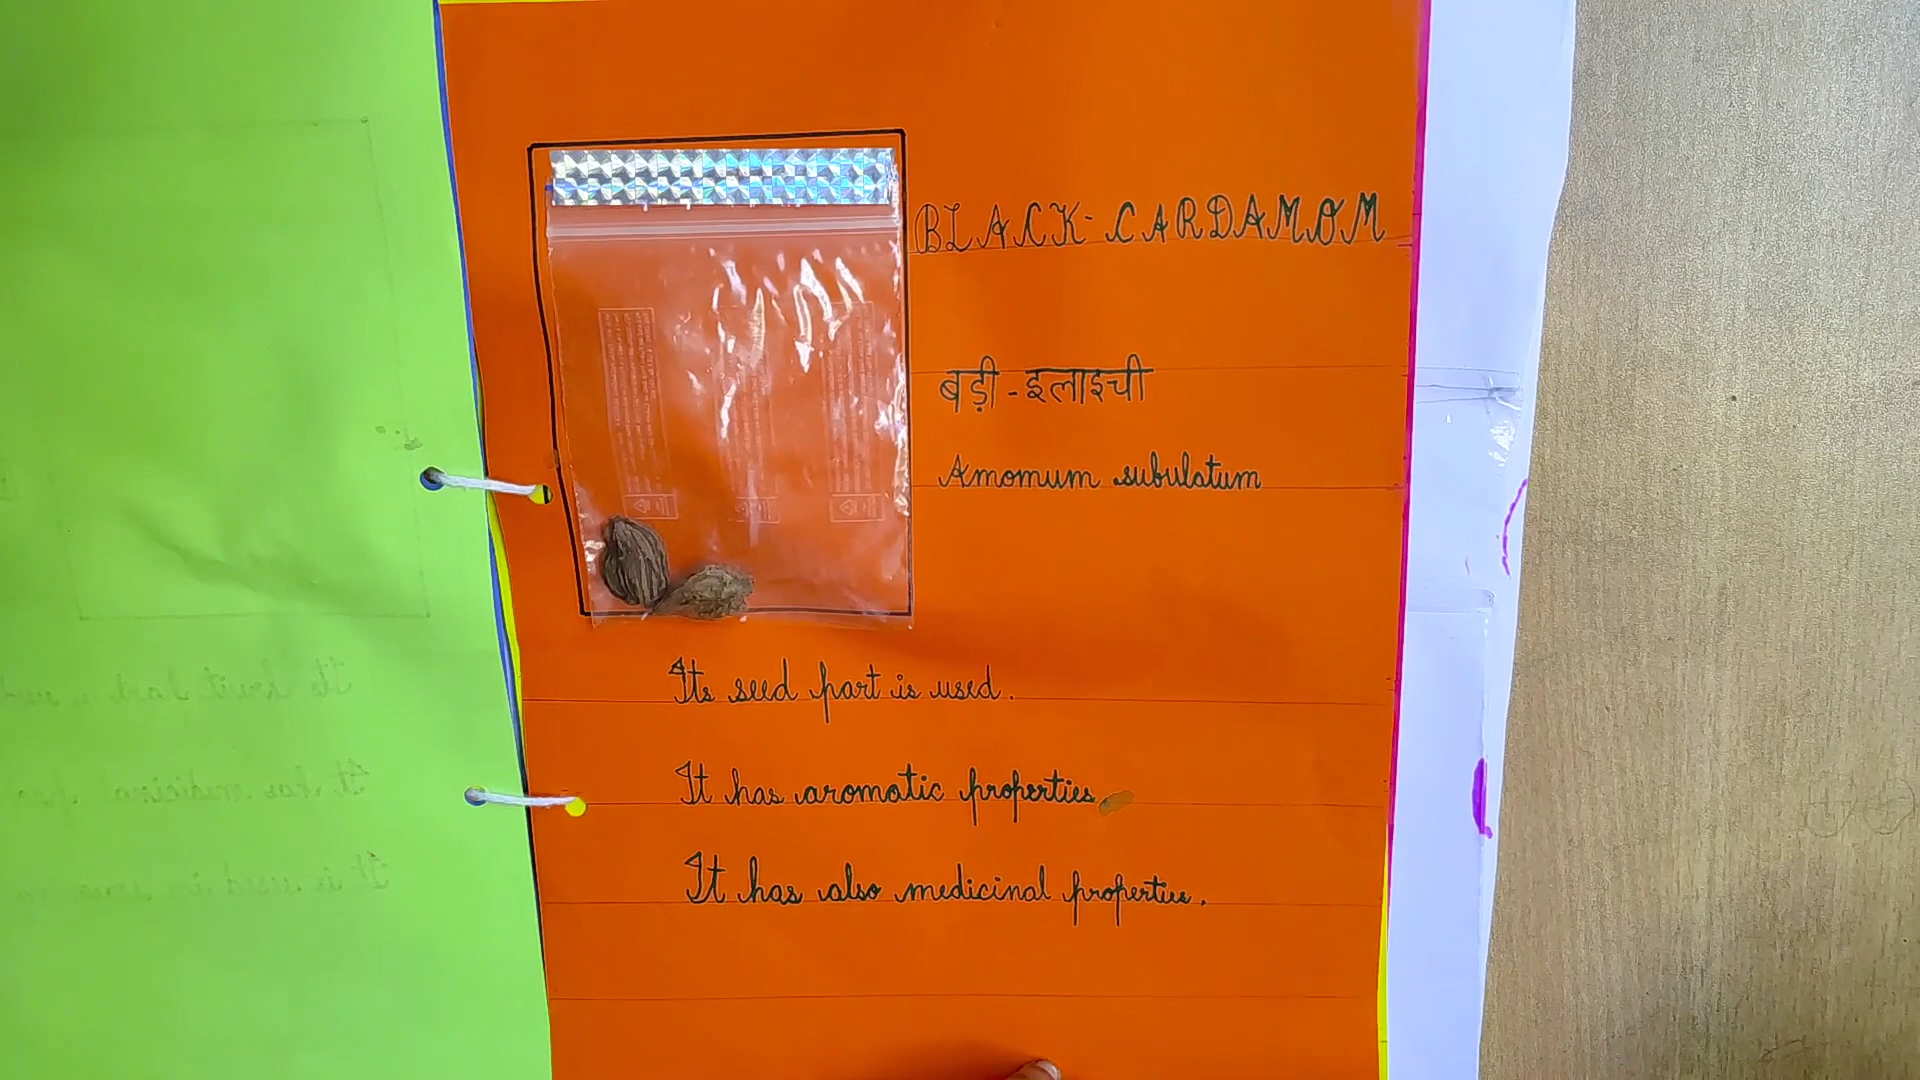 BLACK-CARDAMOM
बड़ी-इलाइची
Amomum subulatum
Its seed part is used.
It has aromatic properties
It has also medicinal properties.